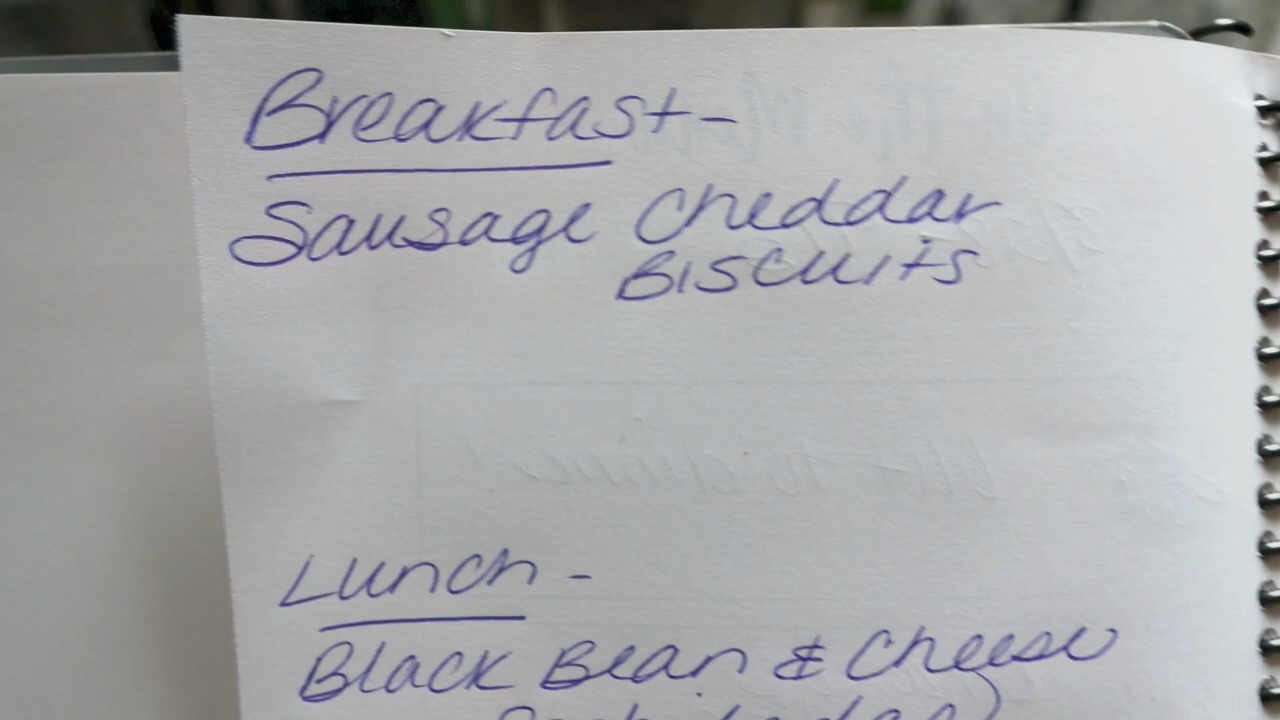 Breakfast -
Sausage Cheddar
Biscuits
Lunch -
Black Bean & Cheese